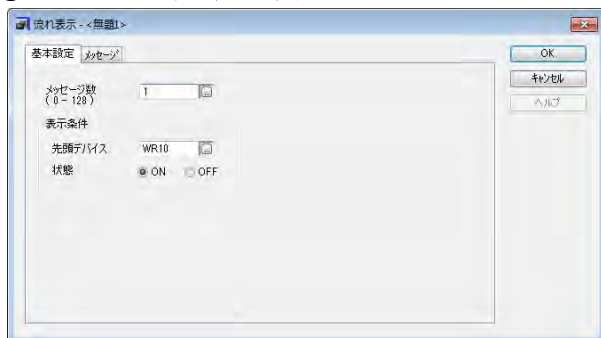 流れ表示 - <無題1>
基本設定 メッセージ
OK
キャンセル
ヘルプ
メッセージ数
( 0 - 128 )
1
表示条件
先頭デバイス WR10
状態 ON OFF